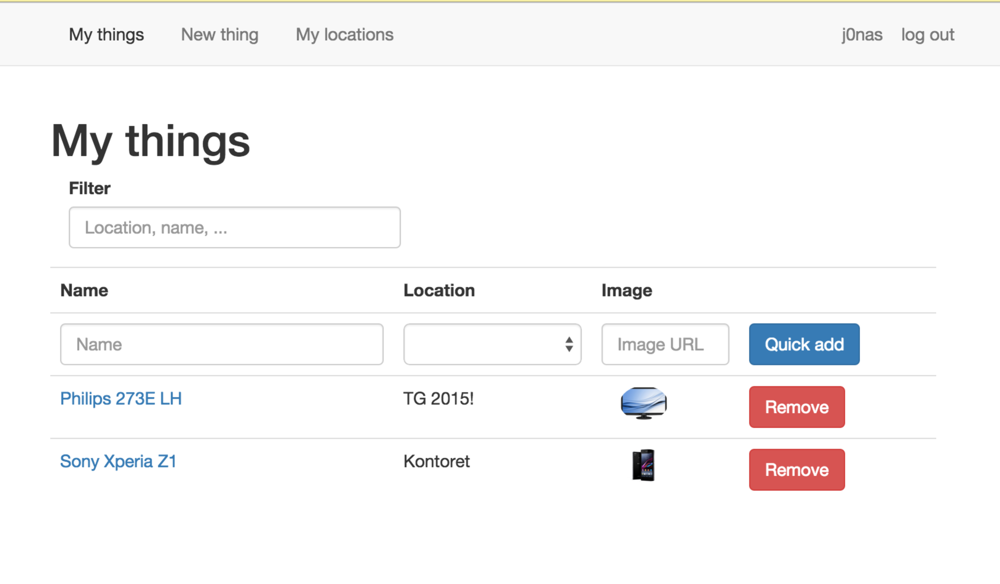 My things New thing My locations j0nas log out
My things
Filter
Location, name, ...
Name Location Image
Name Image URL Quick add
Philips 273E LH TG 2015! Remove
Sony Xperia Z1 Kontoret Remove